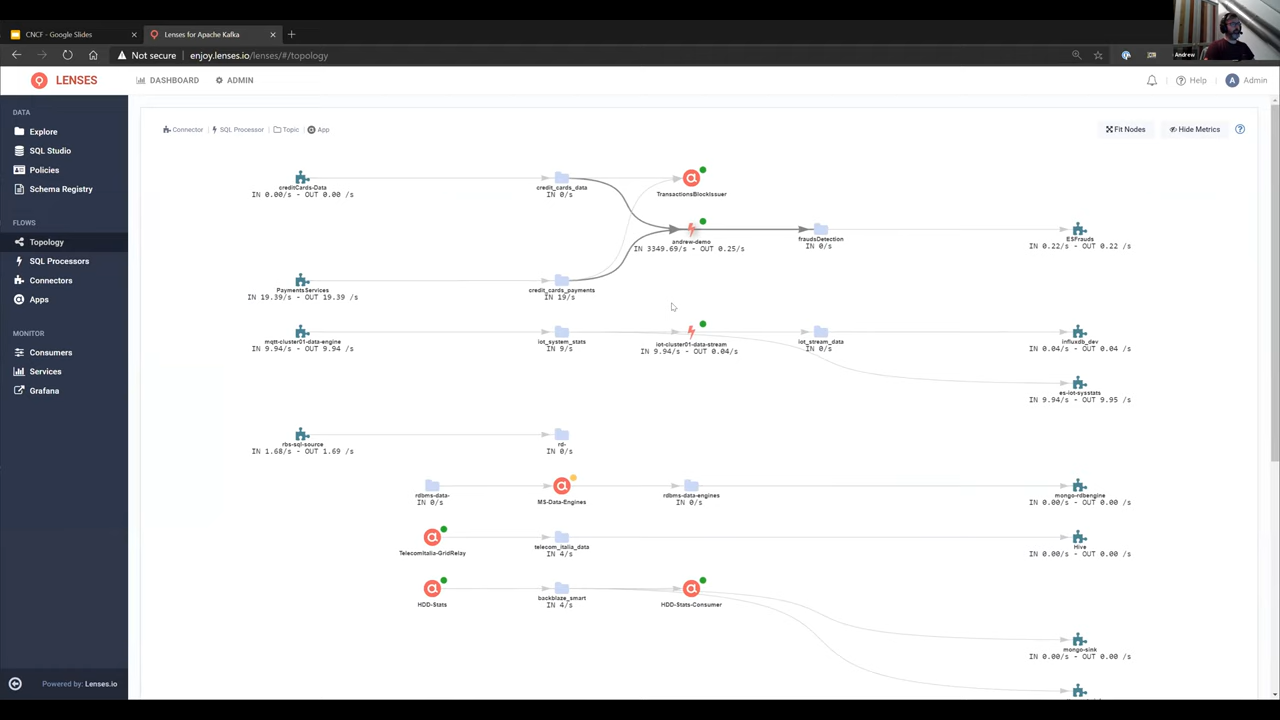 CNCF - Google Slides
Lenses for Apache Kafka
Not secure
enjoy.lenses.io/lenses/#/topology
Andrew
LENSES
DASHBOARD
ADMIN
Help
A
Admin
DATA
Explore
SQL Studio
Policies
Schema Registry
FLOWS
Topology
SQL Processors
Connectors
Apps
MONITOR
Consumers
Services
Grafana
Powered by: Lenses.io
Connector
SQL Processor
Topic
App
Fit Nodes
Hide Metrics
creditCards-Data
IN 0.00/s - OUT 0.00 /s
credit_cards_data
IN 0/s
TransactionsBlockIssuer
andrew-demo
IN 3349.69/s - OUT 0.25/s
fraudsDetection
IN 0/s
ESFrauds
IN 0.22/s - OUT 0.22 /s
PaymentsServices
IN 19.39/s - OUT 19.39 /s
credit_cards_payments
IN 19/s
mqtt-cluster01-data-engine
IN 9.94/s - OUT 9.94 /s
iot_system_stats
IN 9/s
iot-cluster01-data-stream
IN 9.94/s - OUT 0.04/s
iot_stream_data
IN 0/s
influxdb_dev
IN 0.04/s - OUT 0.04 /s
es-iot-sysstats
IN 9.94/s - OUT 9.95 /s
rbs-sql-source
IN 1.68/s - OUT 1.69 /s
rd-
IN 0/s
rdbms-data-
IN 0/s
MS-Data-Engines
rdbms-data-engines
IN 0/s
mongo-rdbengine
IN 0.00/s - OUT 0.00 /s
TelecomItalia-GridRelay
telecom_italia_data
IN 4/s
Hive
IN 0.00/s - OUT 0.00 /s
HDD-Stats
backblaze_smart
IN 4/s
HDD-Stats-Consumer
mongo-sink
IN 0.00/s - OUT 0.00 /s